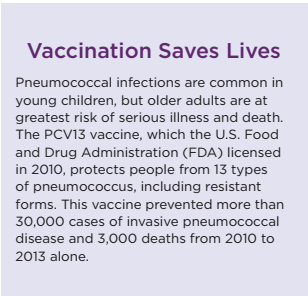 Vaccination Saves Lives
Pneumococcal infections are common in
young children, but older adults are at
greatest risk of serious illness and death.
The PCV13 vaccine, which the U.S. Food
and Drug Administration (FDA) licensed
in 2010, protects people from 13 types
of pneumococcus, including resistant
forms. This vaccine prevented more than
30,000 cases of invasive pneumococcal
disease and 3,000 deaths from 2010 to
2013 alone.